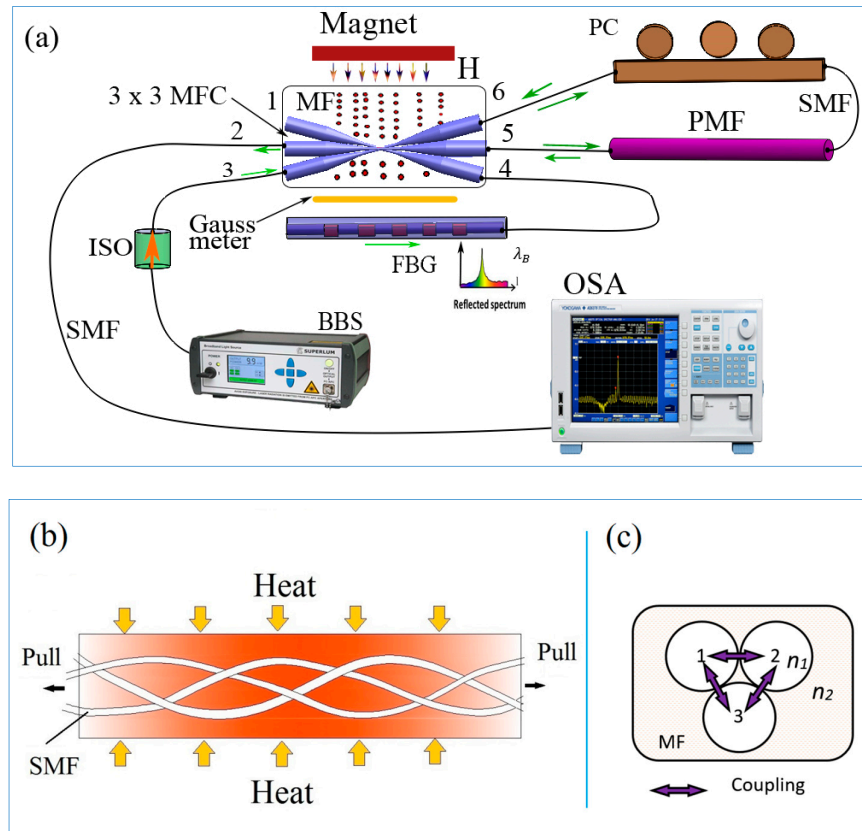 (a)
Magnet
H
PC
3 x 3 MFC
1
MF
6
2
5
SMF
PMF
3
4
Gauss
meter
ISO
FBG
λB
Reflected spectrum
OSA
SMF
BBS
SUPERLUM
YOKOGAWA
(b)
Heat
Pull
Pull
SMF
Heat
(c)
1
2
n1
3
n2
MF
Coupling